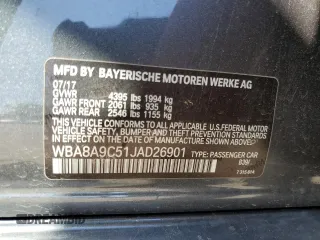 MFD BY BAYERISCHE MOTOREN WERKE AG
07/17
GVWR 4395 lbs 1994 kg
GAWR FRONT 2061 lbs 935 kg
GAWR REAR 2546 lbs 1155 kg
THIS VEHICLE CONFORMS TO ALL APPLICABLE
U.S. FEDERAL MOTOR VEHICLE SAFETY,
BUMPER, AND THEFT PREVENTION STANDARDS
IN EFFECT ON THE DATE OF MANUFACTURE SHOWN ABOVE.
WBA8A9C51JAD26901 TYPE: PASSENGER CAR
B39/
AUTOBIDMASTER